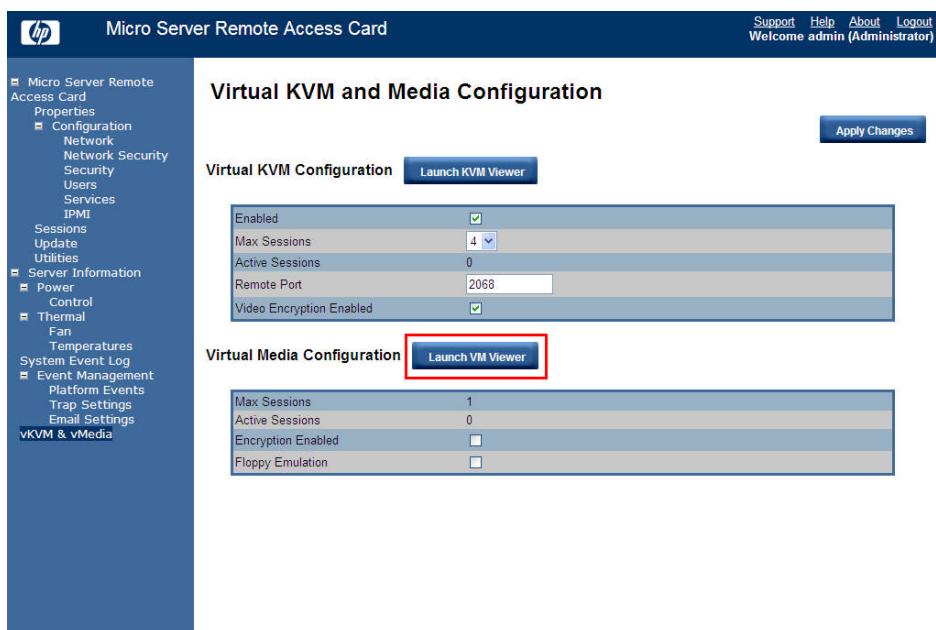 hp
Micro Server Remote Access Card
Support Help About Logout
Welcome admin (Administrator)
Micro Server Remote
Access Card
Properties
Configuration
Network
Network Security
Security
Users
Services
IPMI
Sessions
Update
Utilities
Server Information
Power
Control
Thermal
Fan
Temperatures
System Event Log
Event Management
Platform Events
Trap Settings
Email Settings
vKVM & vMedia
Virtual KVM and Media Configuration
Apply Changes
Virtual KVM Configuration Launch KVM Viewer
Enabled
Max Sessions 4
Active Sessions 0
Remote Port 2068
Video Encryption Enabled
Virtual Media Configuration Launch VM Viewer
Max Sessions 1
Active Sessions 0
Encryption Enabled
Floppy Emulation